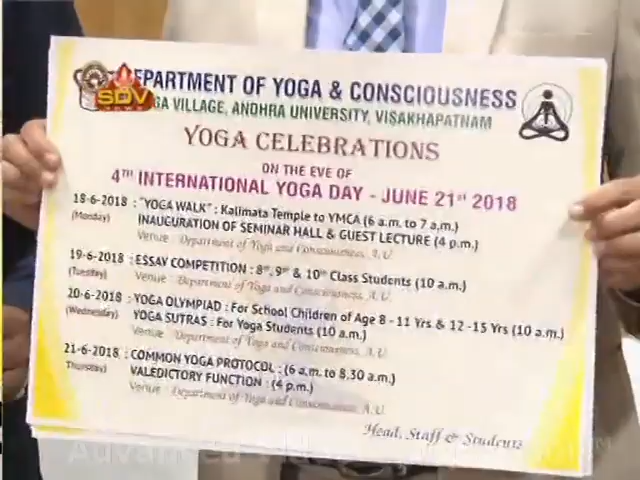 SDV
NEWS
DEPARTMENT OF YOGA & CONSCIOUSNESS
GA VILLAGE, ANDHRA UNIVERSITY, VISAKHAPATNAM
YOGA CELEBRATIONS
ON THE EVE OF
4TH INTERNATIONAL YOGA DAY - JUNE 21ST 2018
18-6-2018 : "YOGA WALK" : Kalimata Temple to YMCA (6 a.m. to 7 a.m.)
(Monday) INAUGURATION OF SEMINAR HALL & GUEST LECTURE (4 p.m.)
Venue : Department of Yoga and Consciousness, A.U.
19-6-2018 : ESSAY COMPETITION : 8th, 9th & 10th Class Students (10 a.m.)
(Tuesday) Venue : Department of Yoga and Consciousness, A.U.
20-6-2018 : YOGA OLYMPIAD : For School Children of Age 8 - 11 Yrs & 12 -15 Yrs (10 a.m.)
(Wednesday) YOGA SUTRAS : For Yoga Students (10 a.m.)
Venue : Department of Yoga and Consciousness, A.U.
21-6-2018 : COMMON YOGA PROTOCOL : (6 a.m. to 8.30 a.m.)
(Thursday) VALEDICTORY FUNCTION : (4 p.m.)
Venue : Department of Yoga and Consciousness, A.U.
Head, Staff & Students